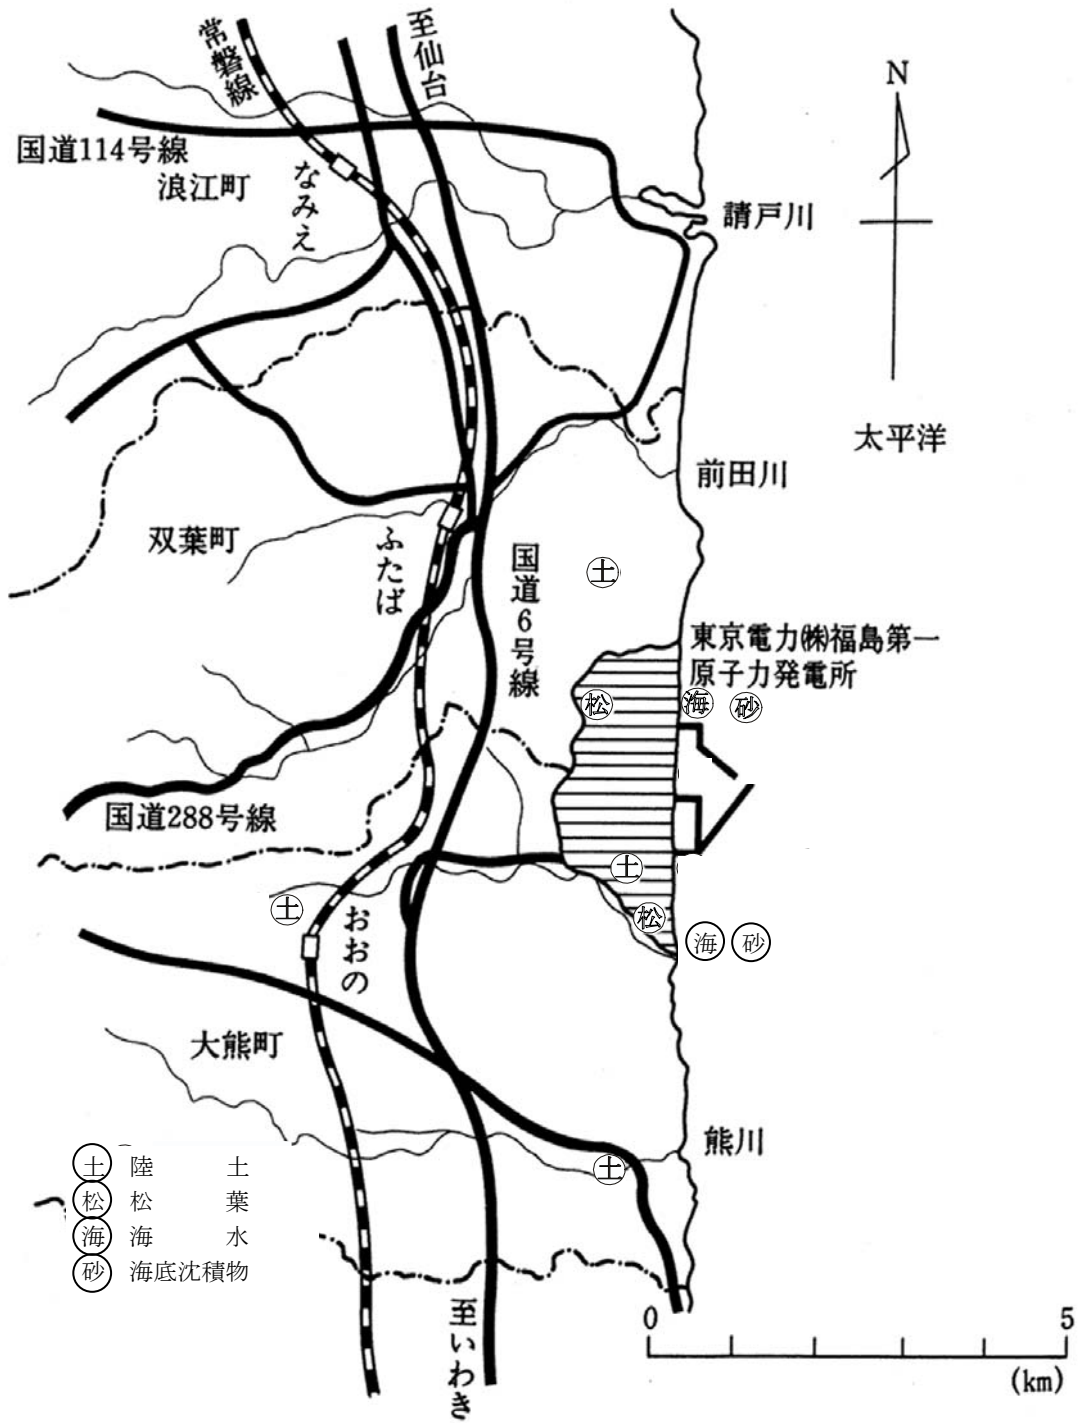 常磐線
至仙台
N
国道114号線
浪江町
なみえ
請戸川
太平洋
前田川
双葉町
ふたば
国道6号線
土
東京電力㈱福島第一
原子力発電所
松
海 砂
国道288号線
土
土
松
海 砂
おおの
大熊町
熊川
土
土 陸土
松 松葉
海 海水
砂 海底沈積物
至いわき
0 5
(km)